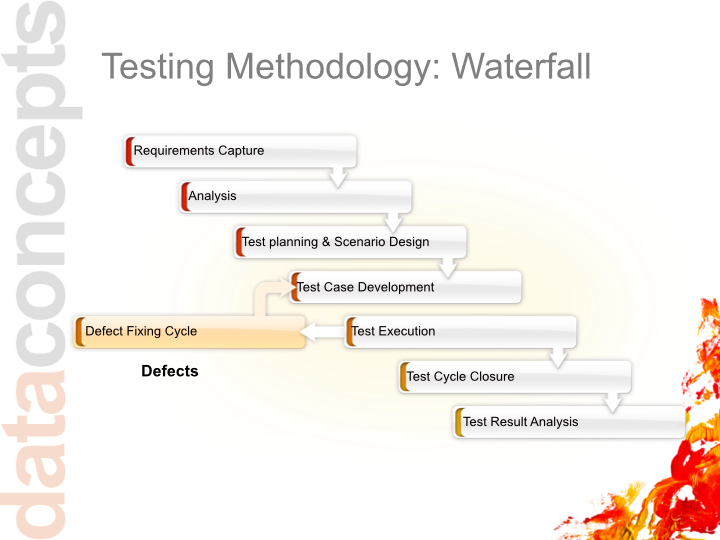 dataconcepts
Testing Methodology: Waterfall
Requirements Capture
Analysis
Test planning & Scenario Design
Test Case Development
Defect Fixing Cycle
Test Execution
Defects
Test Cycle Closure
Test Result Analysis